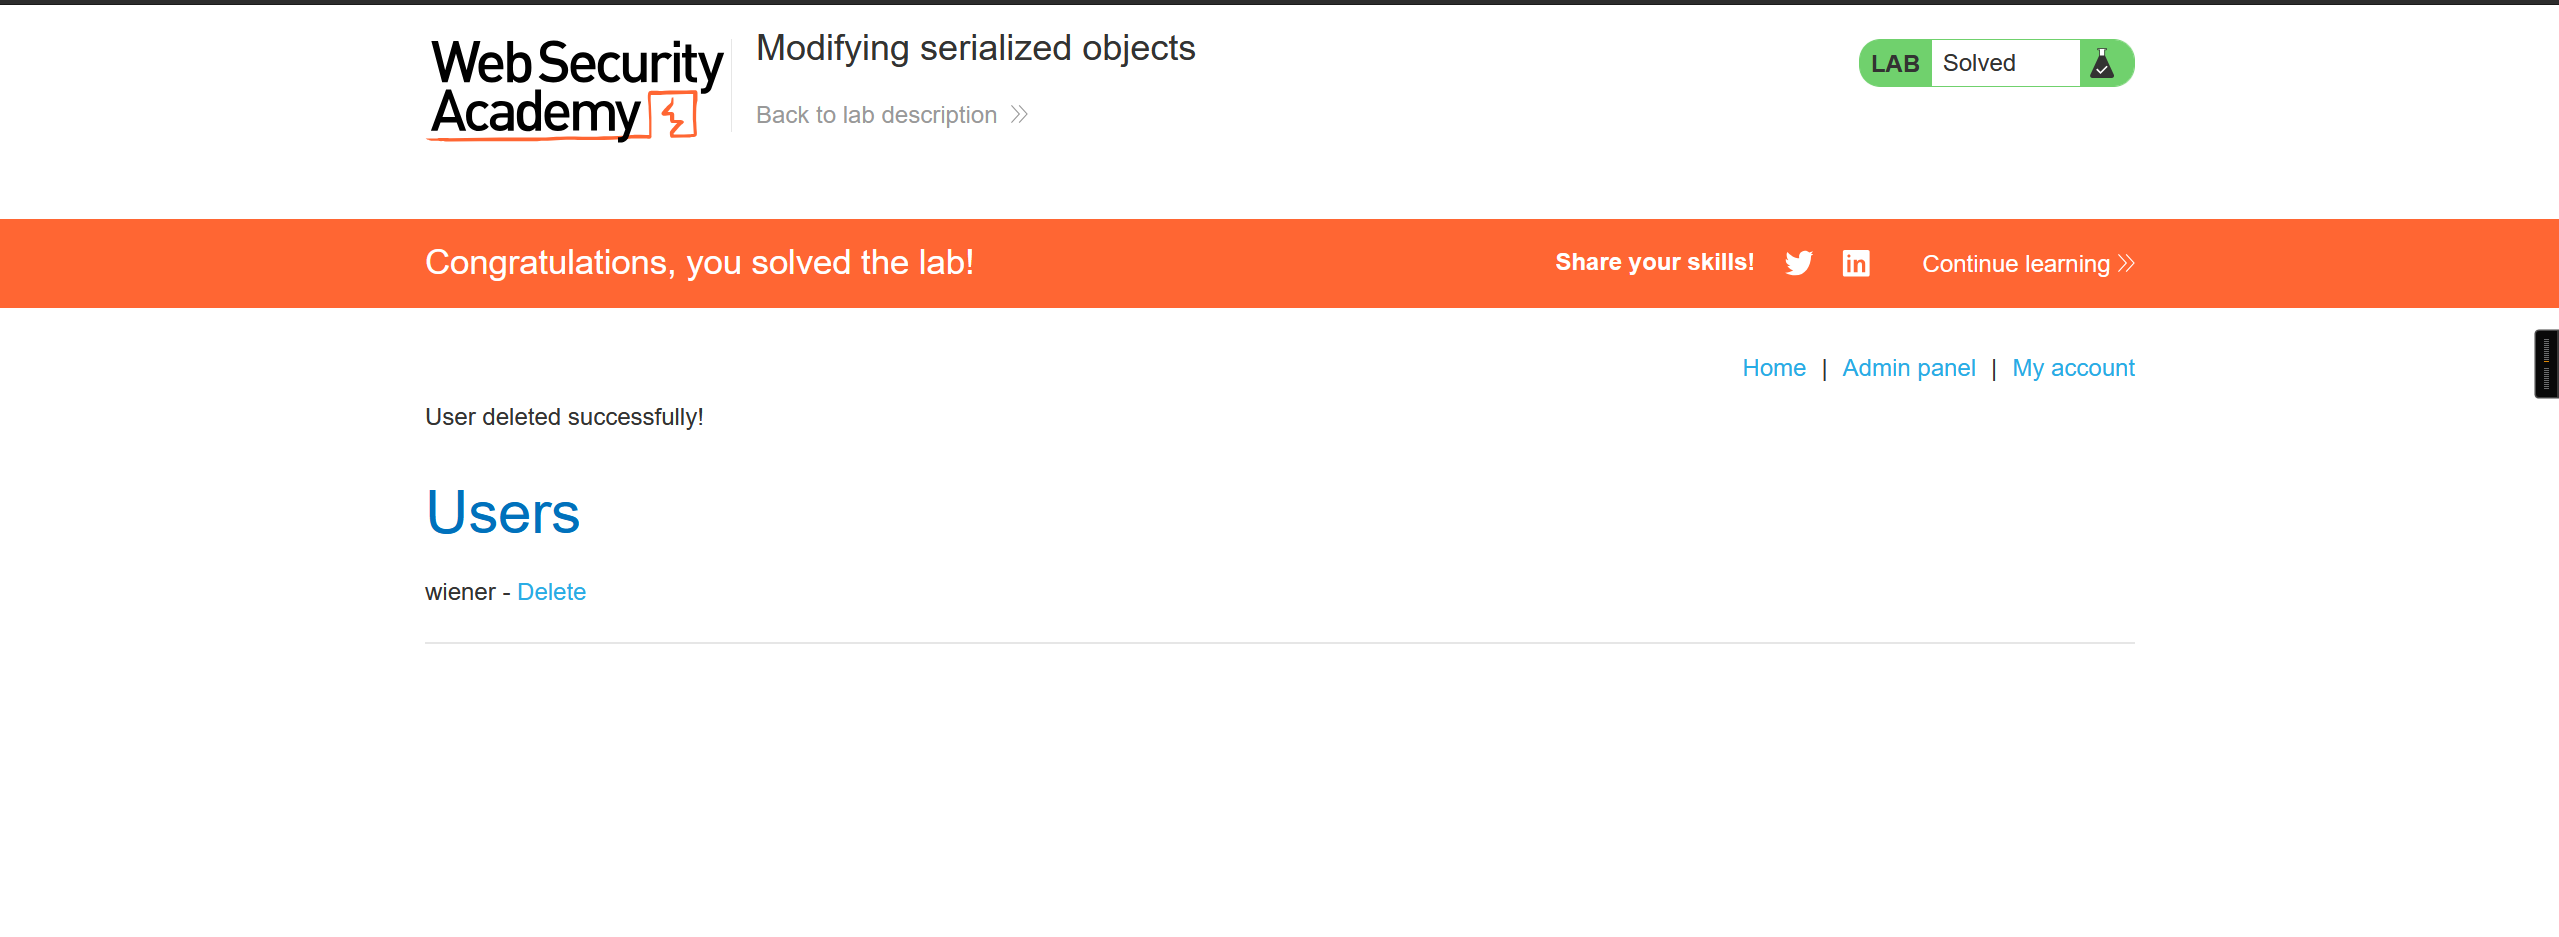 Web Security
Academy
Modifying serialized objects
Back to lab description
LAB Solved
Congratulations, you solved the lab!
Share your skills!
Continue learning
Home | Admin panel | My account
User deleted successfully!
Users
wiener - Delete